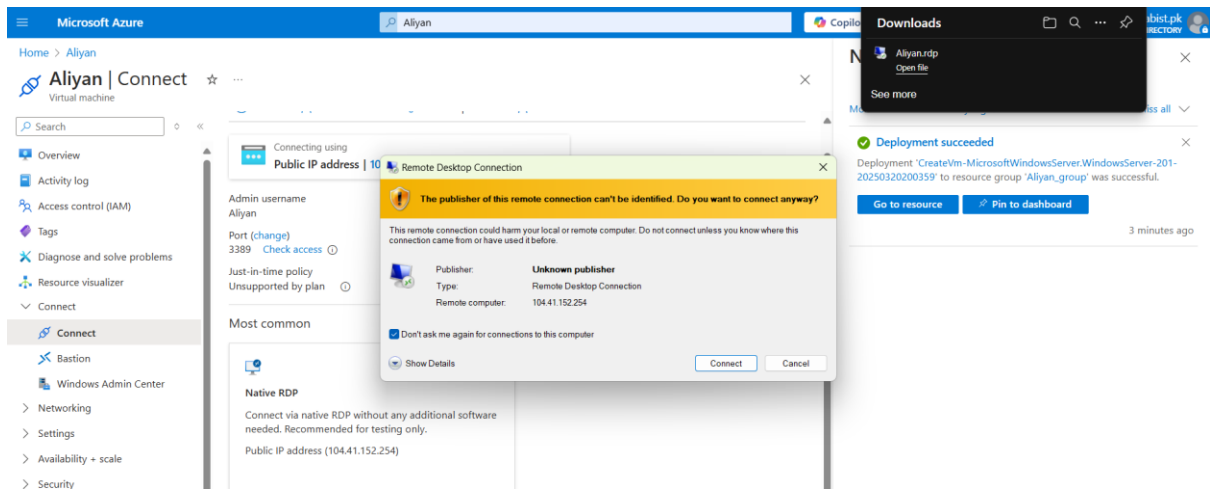 Microsoft Azure
Aliyan
Copilo
Home > Aliyan
Aliyan | Connect
Virtual machine
Search
Overview
Activity log
Access control (IAM)
Tags
Diagnose and solve problems
Resource visualizer
Connect
Connect
Bastion
Windows Admin Center
Networking
Settings
Availability + scale
Security
Connecting using
Public IP address | 10
Admin username
Aliyan
Port (change)
3389 Check access
Just-in-time policy
Unsupported by plan
Most common
Native RDP
Connect via native RDP without any additional software
needed. Recommended for testing only.
Public IP address (104.41.152.254)
Remote Desktop Connection
The publisher of this remote connection can't be identified. Do you want to connect anyway?
This remote connection could harm your local or remote computer. Do not connect unless you know where this
connection came from or have used it before.
Publisher: Unknown publisher
Type: Remote Desktop Connection
Remote computer: 104.41.152.254
Don't ask me again for connections to this computer
Show Details
Connect Cancel
Downloads
Aliyan.rdp
Open file
See more
abist.pk
RECTORY
N
iss all
Deployment succeeded
Deployment 'CreateVm-MicrosoftWindowsServer.WindowsServer-201-
20250320200359' to resource group 'Aliyan_group' was successful.
Go to resource Pin to dashboard
3 minutes ago